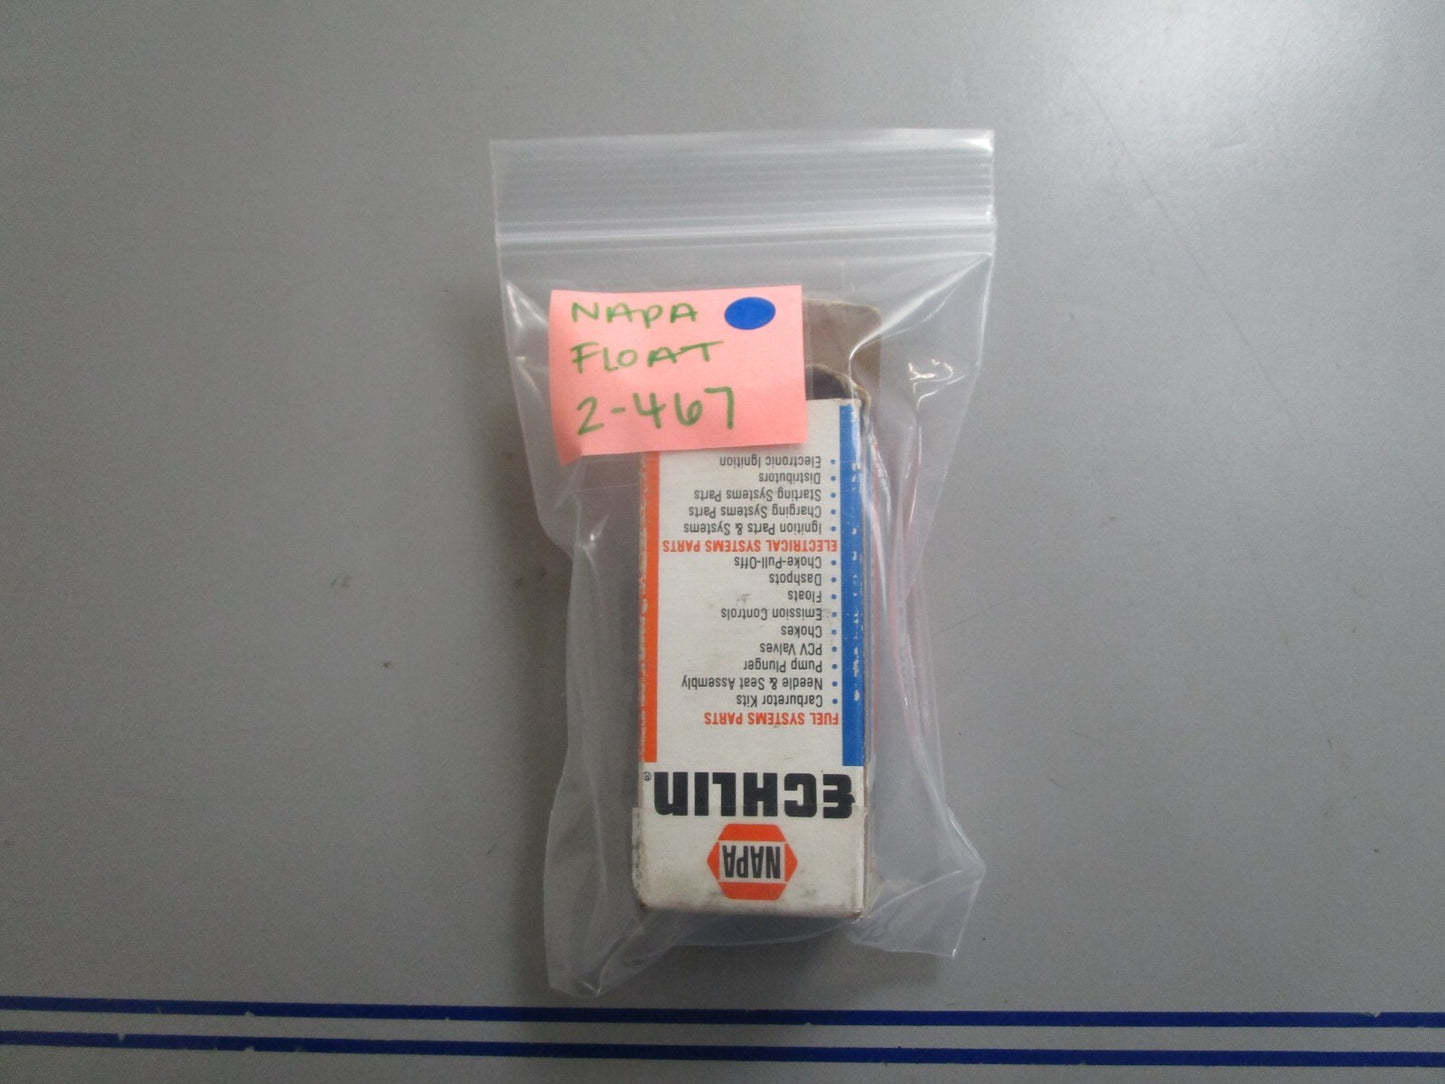 NAPA
FLOAT
2-467
NAPA
ECHLIN®
FUEL SYSTEMS PARTS
• Carburetor Kits
• Needle & Seat Assembly
• Pump Plunger
• PCV Valves
• Chokes
• Emission Controls
• Floats
• Dashpots
• Choke-Pull-Offs
ELECTRICAL SYSTEMS PARTS
• Ignition Parts & Systems
• Charging Systems Parts
• Starting Systems Parts
• Distributors
• Electronic Ignition